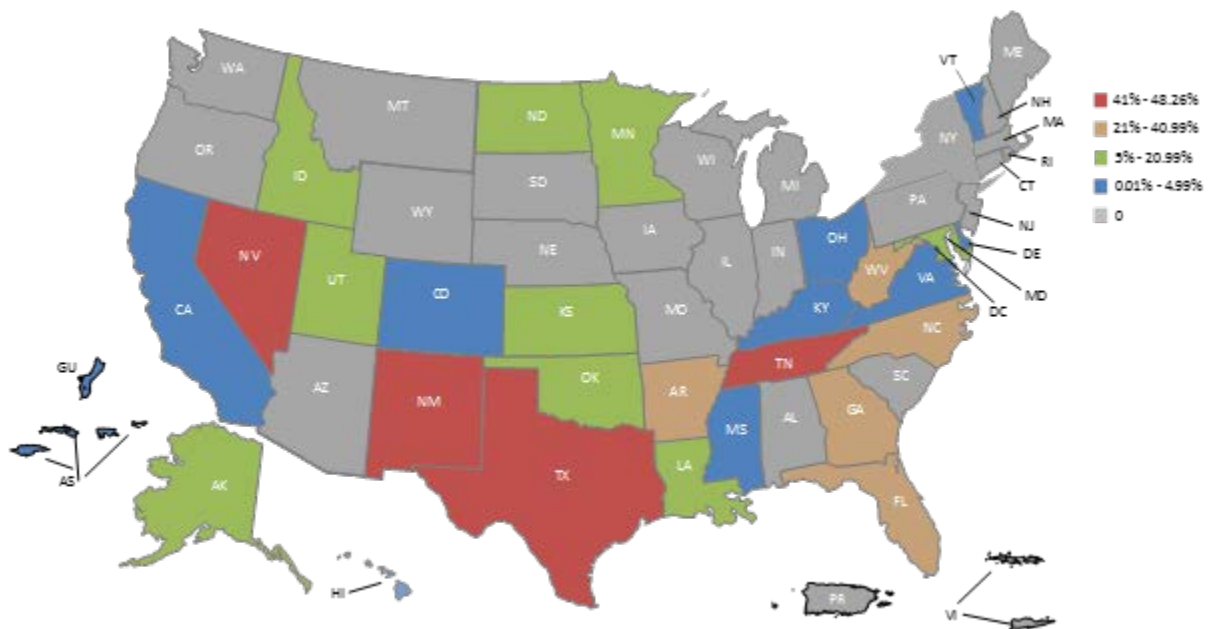 WA
MT
ND
MN
OR
ID
SD
WI
MI
WY
IA
NE
NV
UT
CO
CA
KS
IL
IN
OH
MO
KY
WV
VA
PA
NY
VT
ME
NH
MA
RI
CT
NJ
DE
MD
DC
NC
TN
SC
AZ
NM
OK
AR
MS
AL
GA
TX
LA
FL
GU
AS
AK
HI
PR
VI
41% - 48.26%
21% - 40.99%
5% - 20.99%
0.01% - 4.99%
0